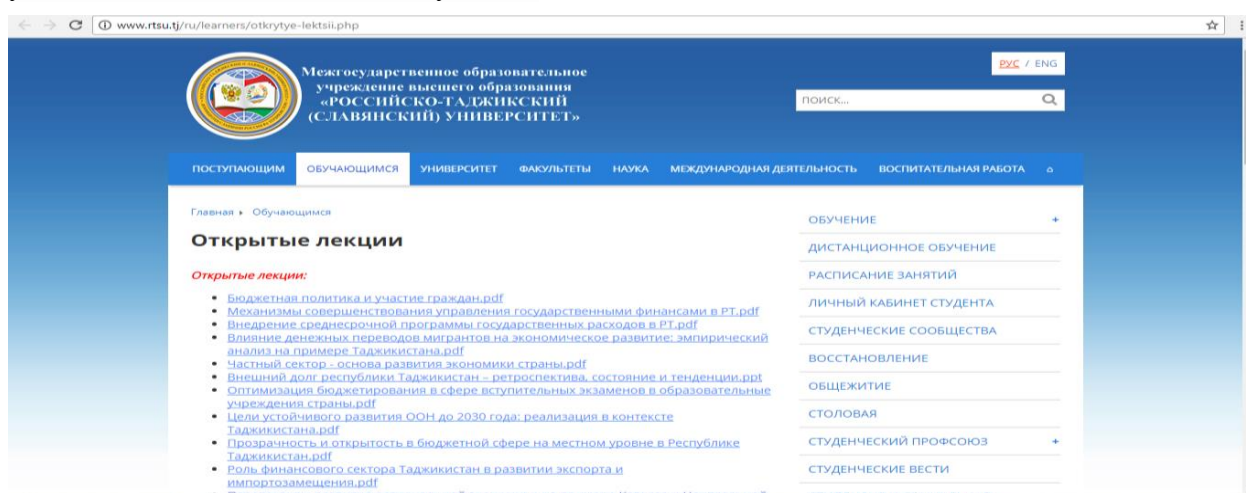 www.rtsu.tj/ru/learners/otkrytye-lektsii.php
Межгосударственное образовательное
учреждение высшего образования
«РОССИЙСКО-ТАДЖИКСКИЙ
(СЛАВЯНСКИЙ) УНИВЕРСИТЕТ»
РУС / ENG
ПОИСК...
ПОСТУПАЮЩИМ ОБУЧАЮЩИМСЯ УНИВЕРСИТЕТ ФАКУЛЬТЕТЫ НАУКА МЕЖДУНАРОДНАЯ ДЕЯТЕЛЬНОСТЬ ВОСПИТАТЕЛЬНАЯ РАБОТА
Главная Обучающимся
Открытые лекции
Открытые лекции:
Бюджетная политика и участие граждан.pdf
Механизмы совершенствования управления государственными финансами в РТ.pdf
Внедрение среднесрочной программы государственных расходов в РТ.pdf
Влияние денежных переводов мигрантов на экономическое развитие: эмпирический
анализ на примере Таджикистана.pdf
Частный сектор - основа развития экономики страны.pdf
Внешний долг республики Таджикистан – ретроспектива, состояние и тенденции.ppt
Оптимизация бюджетирования в сфере вступительных экзаменов в образовательные
учреждения страны.pdf
Цели устойчивого развития ООН до 2030 года: реализация в контексте
Таджикистана.pdf
Прозрачность и открытость в бюджетной сфере на местном уровне в Республике
Таджикистан.pdf
Роль финансового сектора Таджикистан в развитии экспорта и
импортозамещения.pdf
ОБУЧЕНИЕ +
ДИСТАНЦИОННОЕ ОБУЧЕНИЕ
РАСПИСАНИЕ ЗАНЯТИЙ
ЛИЧНЫЙ КАБИНЕТ СТУДЕНТА
СТУДЕНЧЕСКИЕ СООБЩЕСТВА
ВОССТАНОВЛЕНИЕ
ОБЩЕЖИТИЕ
СТОЛОВАЯ
СТУДЕНЧЕСКИЙ ПРОФСОЮЗ +
СТУДЕНЧЕСКИЕ ВЕСТИ